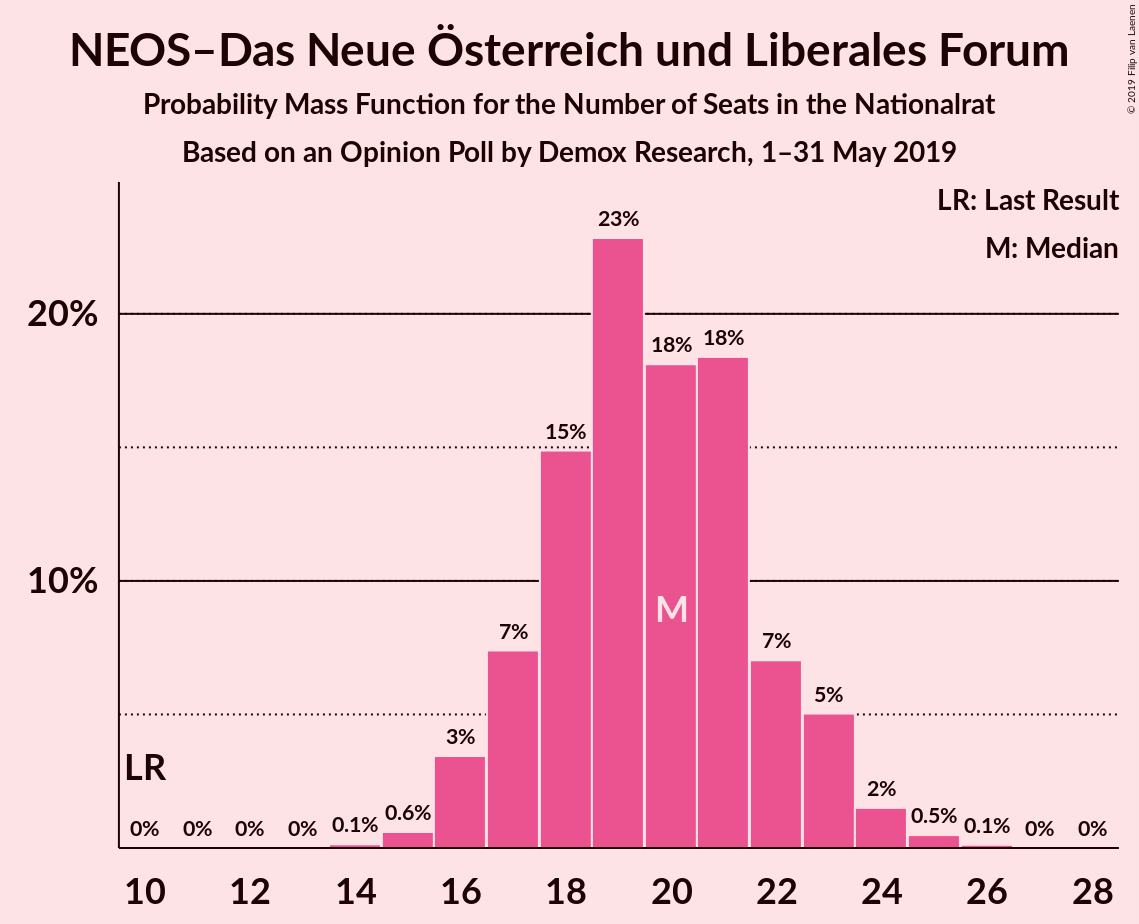 NEOS–Das Neue Österreich und Liberales Forum
Probability Mass Function for the Number of Seats in the Nationalrat
Based on an Opinion Poll by Demox Research, 1–31 May 2019
© 2019 Filip van Laenen
LR: Last Result
M: Median
23%
20%
18% 18%
15%
10%
M
7% 7%
5%
3%
LR
2%
0% 0% 0% 0% 0.1% 0.6% 0.5% 0.1% 0% 0%
10 12 14 16 18 20 22 24 26 28